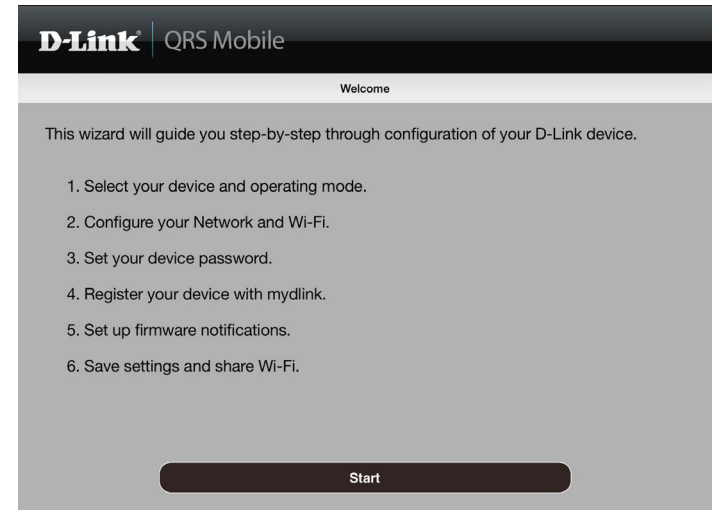 D-Link® QRS Mobile
Welcome
This wizard will guide you step-by-step through configuration of your D-Link device.
1. Select your device and operating mode.
2. Configure your Network and Wi-Fi.
3. Set your device password.
4. Register your device with mydlink.
5. Set up firmware notifications.
6. Save settings and share Wi-Fi.
Start